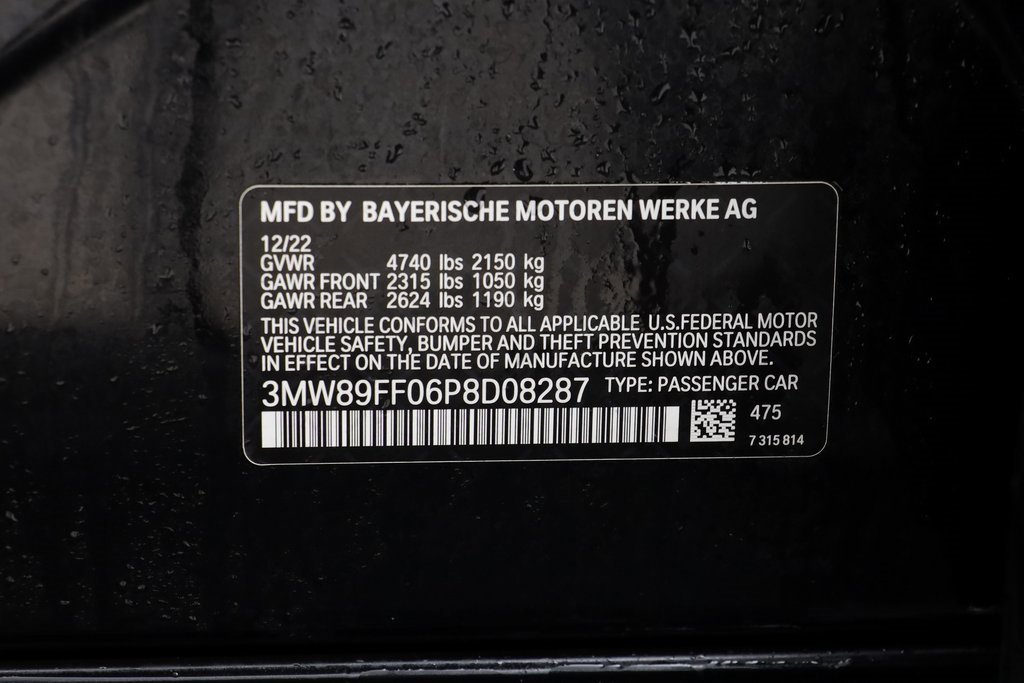 MFD BY BAYERISCHE MOTOREN WERKE AG
12/22
GVWR 4740 lbs 2150 kg
GAWR FRONT 2315 lbs 1050 kg
GAWR REAR 2624 lbs 1190 kg
THIS VEHICLE CONFORMS TO ALL APPLICABLE U.S.FEDERAL MOTOR
VEHICLE SAFETY, BUMPER AND THEFT PREVENTION STANDARDS
IN EFFECT ON THE DATE OF MANUFACTURE SHOWN ABOVE.
3MW89FF06P8D08287 TYPE: PASSENGER CAR
475
7 315 814